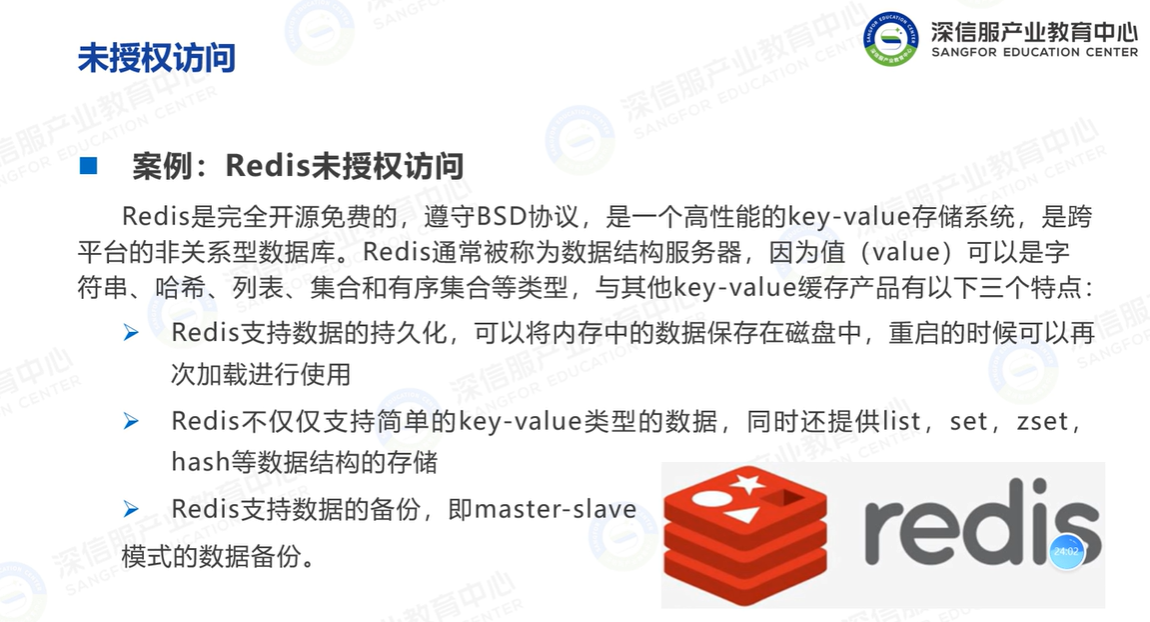 未授权访问
深信服产业教育中心
SANGFOR EDUCATION CENTER
案例：Redis未授权访问
Redis是完全开源免费的，遵守BSD协议，是一个高性能的key-value存储系统，是跨
平台的非关系型数据库。Redis通常被称为数据结构服务器，因为值（value）可以是字
符串、哈希、列表、集合和有序集合等类型，与其他key-value缓存产品有以下三个特点：
Redis支持数据的持久化，可以将内存中的数据保存在磁盘中，重启的时候可以再
次加载进行使用
Redis不仅仅支持简单的key-value类型的数据，同时还提供list，set，zset，
hash等数据结构的存储
Redis支持数据的备份，即master-slave
模式的数据备份。
redis
24:02